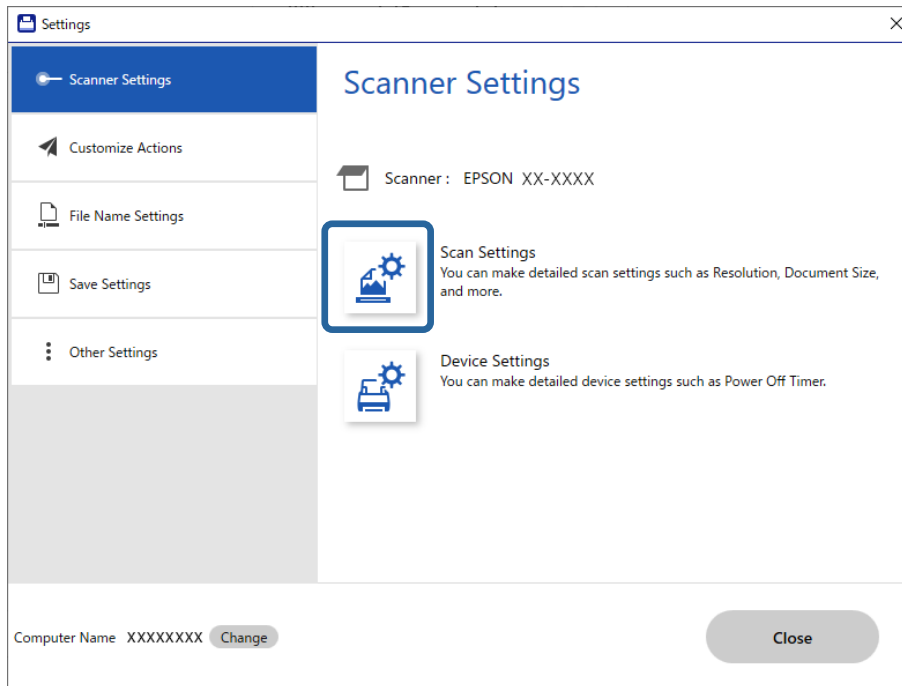 Settings
Scanner Settings
Customize Actions
File Name Settings
Save Settings
Other Settings
Scanner Settings
Scanner : EPSON XX-XXXX
Scan Settings
You can make detailed scan settings such as Resolution, Document Size,
and more.
Device Settings
You can make detailed device settings such as Power Off Timer.
Computer Name XXXXXXXX Change
Close